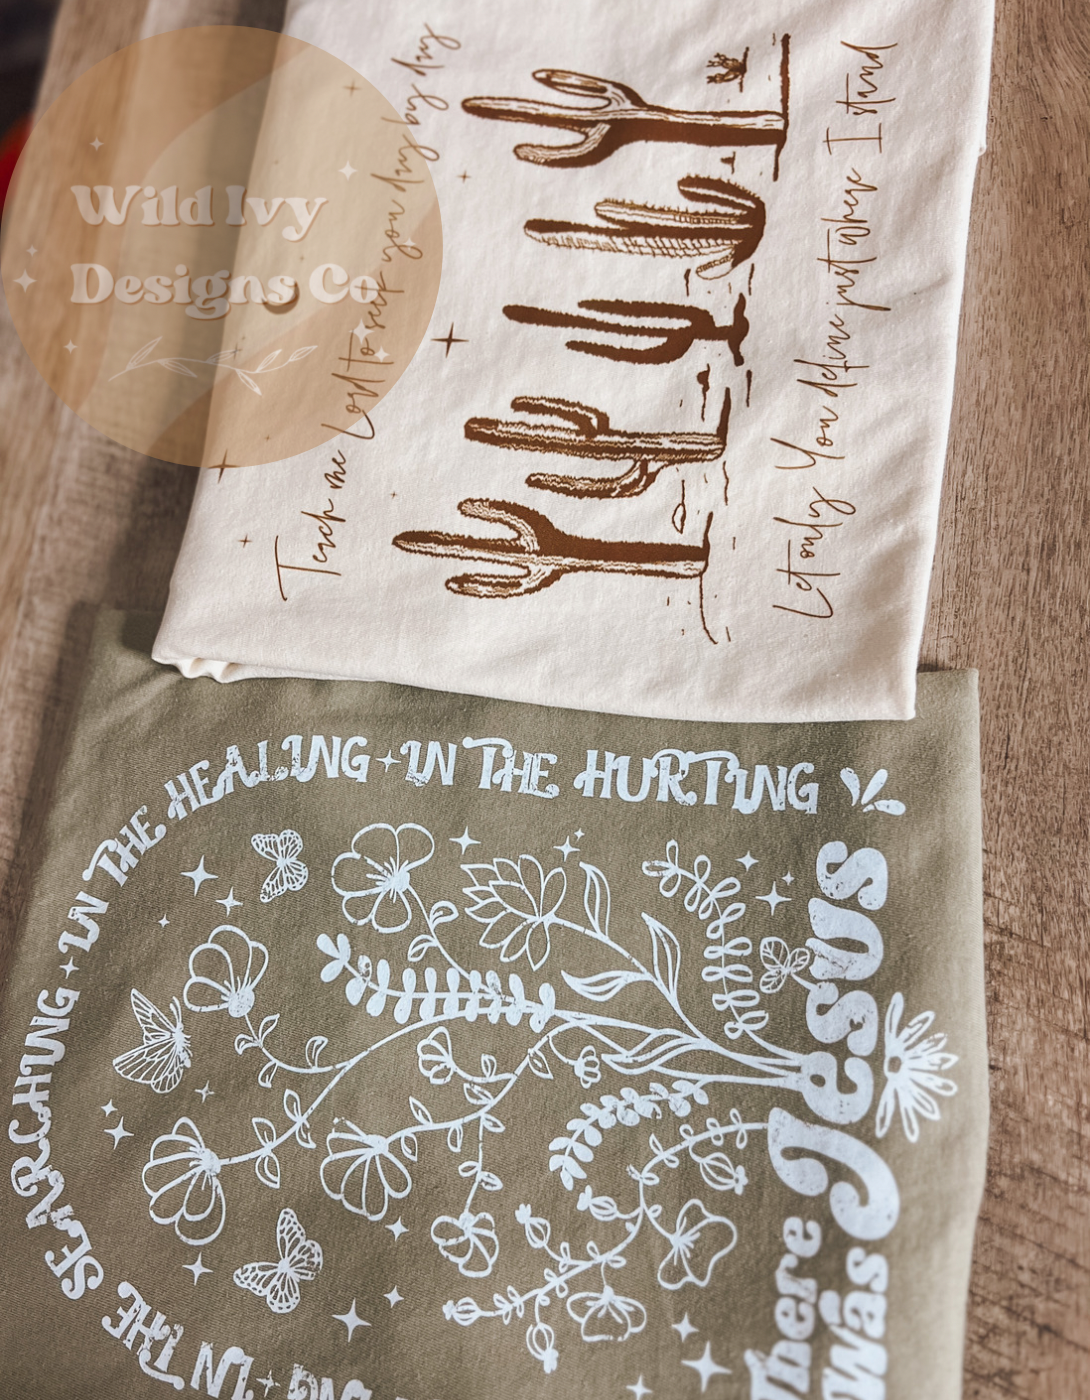 Wild Ivy
Designs Co
Teach me Lord to seek you day by day
Let only You define just where I stand
IN THE SEARCHING IN THE HEALING IN THE HURTING
there
was Jesus